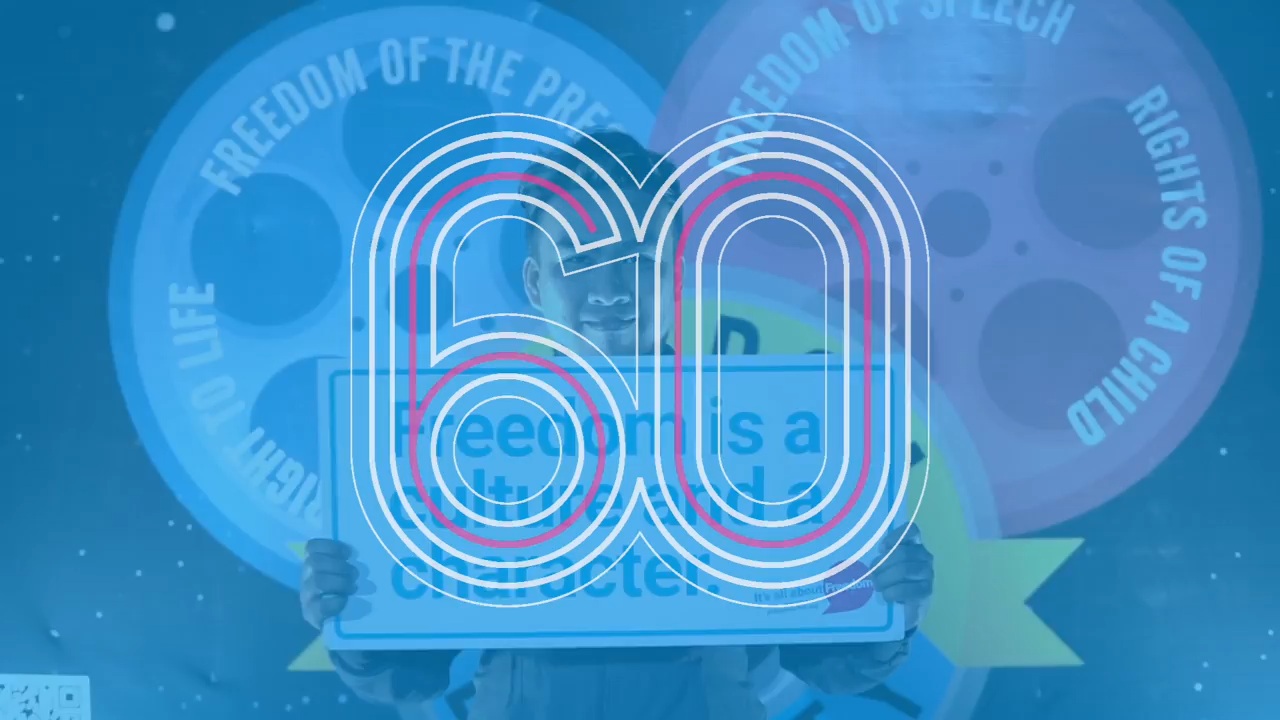 FREEDOM OF THE PRE
FREEDOM OF SPEECH
RIGHTS OF A CHILD
RIGHT TO LIFE
60
Freedom is a
culture and a
character.
It's all about Freedom